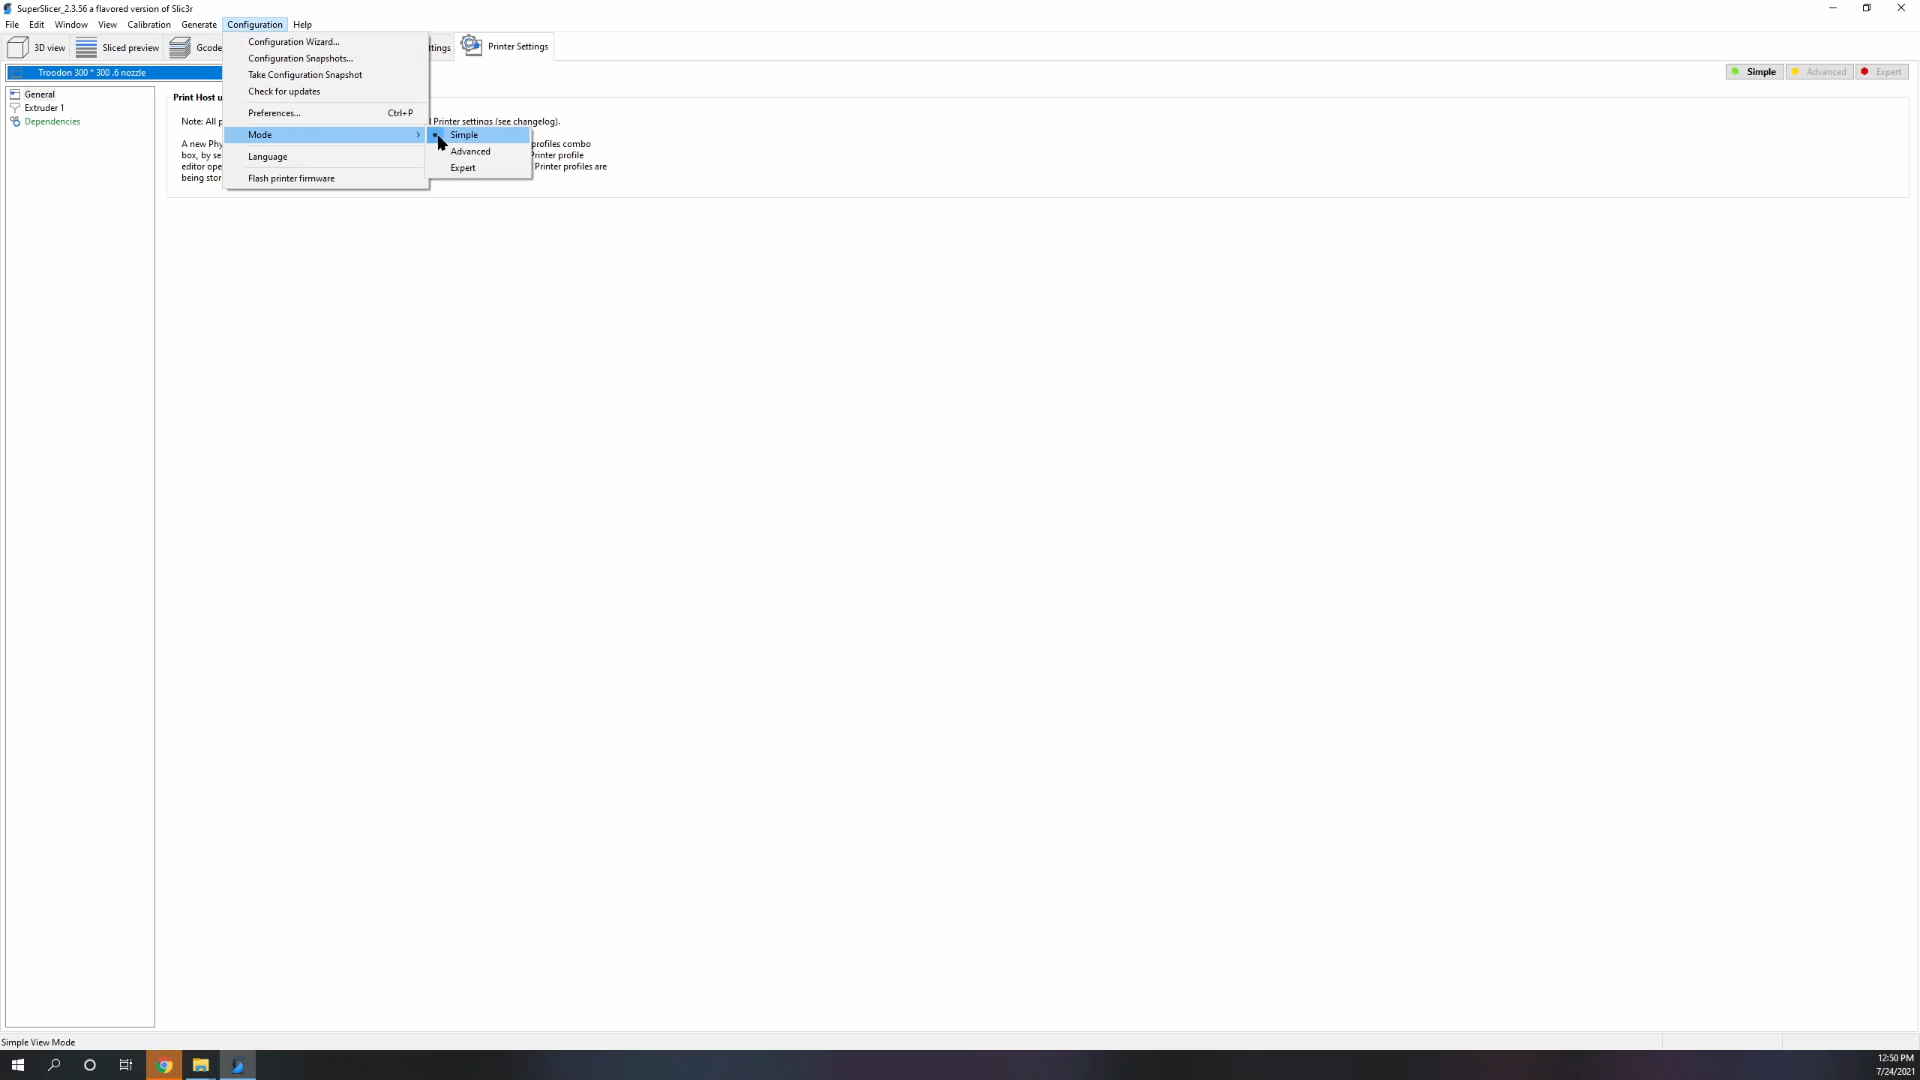 SuperSlicer_2.3.56 a flavored version of Slic3r
File Edit Window View Calibration Generate Configuration Help
3D view Sliced preview Gcode ttings Printer Settings
Troodon 300 * 300 .6 nozzle
Simple Advanced Expert
General
Extruder 1
Dependencies
Configuration Wizard...
Configuration Snapshots...
Take Configuration Snapshot
Check for updates
Preferences... Ctrl+P
Mode
Language
Flash printer firmware
Simple
Advanced
Expert
Print Host u
Note: All p Printer settings (see changelog).
A new Phy profiles combo
box, by se Printer profile
editor ope Printer profiles are
being stor
Simple View Mode
12:50 PM
7/24/2021